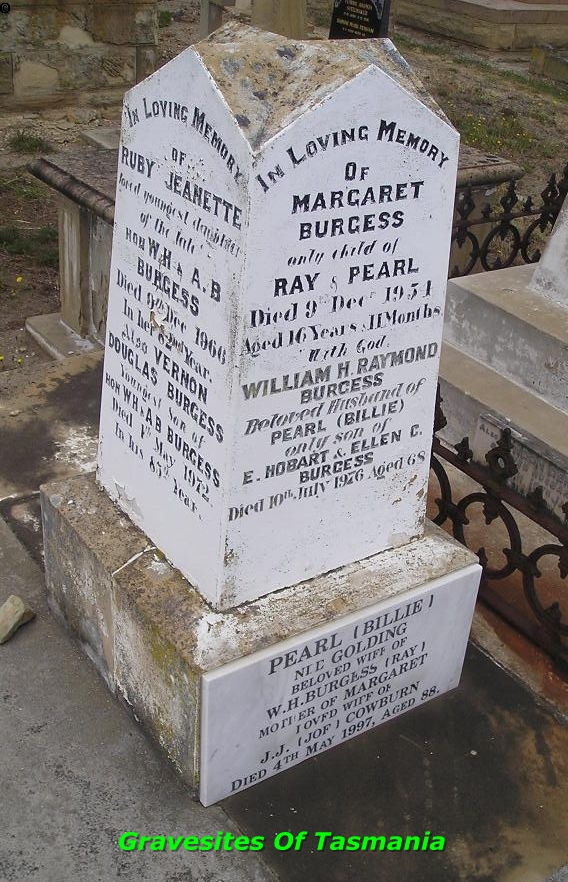 IN LOVING MEMORY
OF
RUBY JEANETTE
loved youngest daughter
of the late
HON W.H & A.B
BURGESS
Died 9th Dec 1966
In her 82nd Year.
Also VERNON
DOUGLAS BURGESS
Youngest Son of
HON W.H & A.B BURGESS
Died 1st May 1972
In his 85th Year.
IN LOVING MEMORY
OF
MARGARET
BURGESS
only child of
RAY & PEARL
Died 9th Decr 1954
Aged 16 Years & 11 Months.
With God.
WILLIAM H. RAYMOND
BURGESS
Beloved Husband of
PEARL (BILLIE)
only son of
E. HOBART & ELLEN C.
BURGESS
Died 10th July 1976 Aged 68
PEARL (BILLIE)
NEE GOLDING
BELOVED WIFE OF
W.H. BURGESS (RAY)
MOTHER OF MARGARET
LOVED WIFE OF
J.J. (JOE) COWBURN
DIED 4TH MAY 1997, AGED 88.
Gravesites Of Tasmania